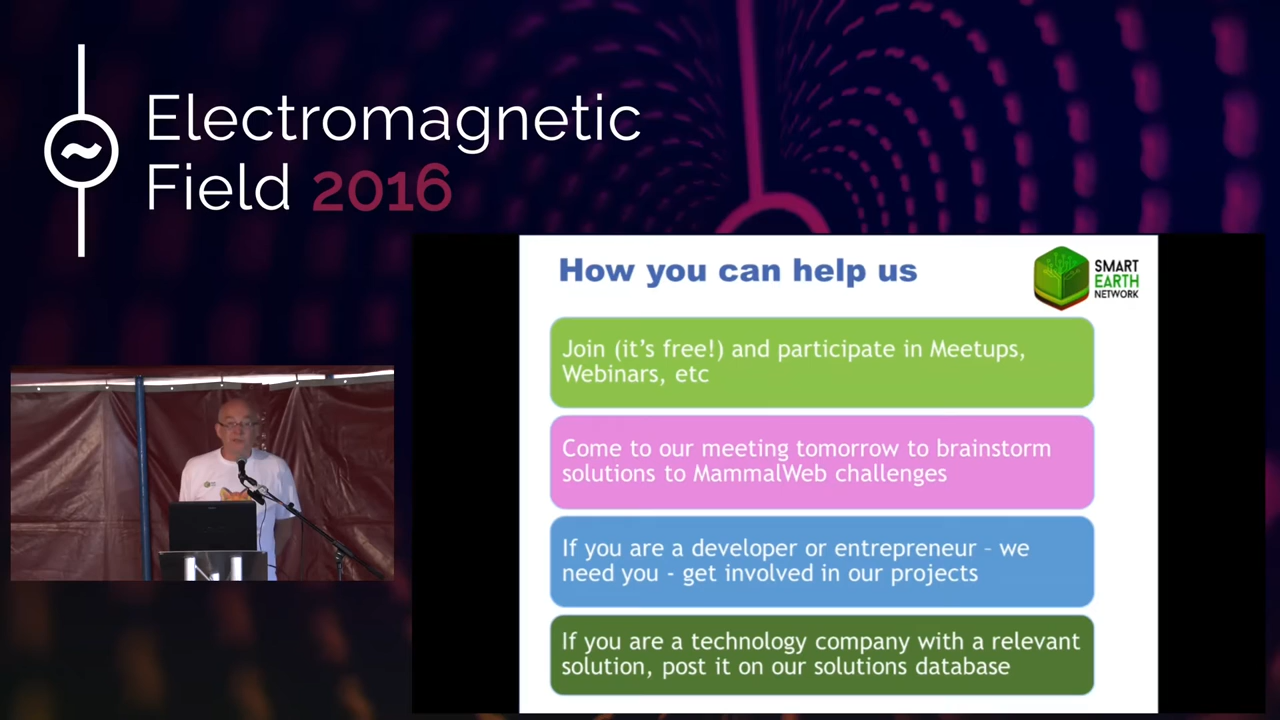 Electromagnetic
Field 2016
How you can help us
SMART
EARTH
NETWORK
Join (it's free!) and participate in Meetups,
Webinars, etc
Come to our meeting tomorrow to brainstorm
solutions to MammalWeb challenges
If you are a developer or entrepreneur – we
need you - get involved in our projects
If you are a technology company with a relevant
solution, post it on our solutions database